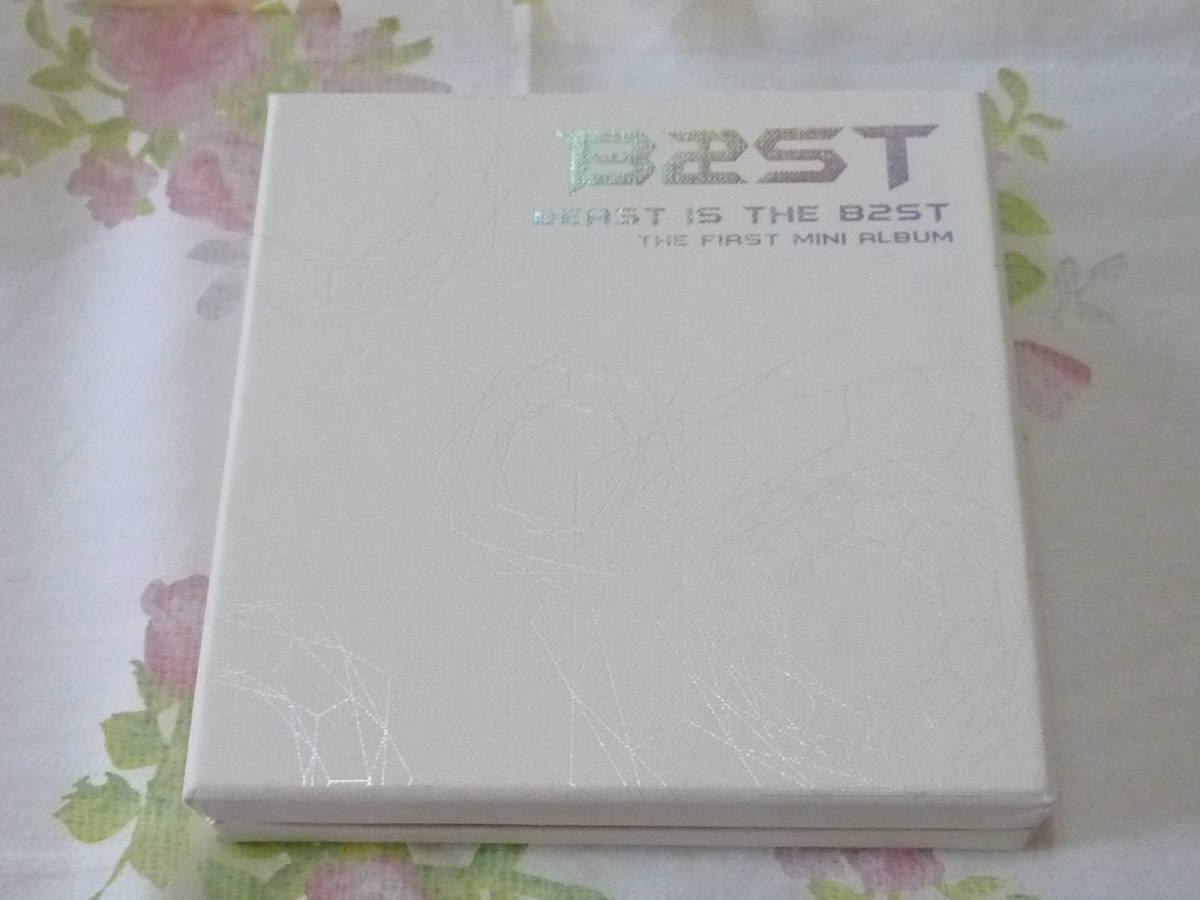 B2ST
BEAST IS THE B2ST
THE FIRST MINI ALBUM